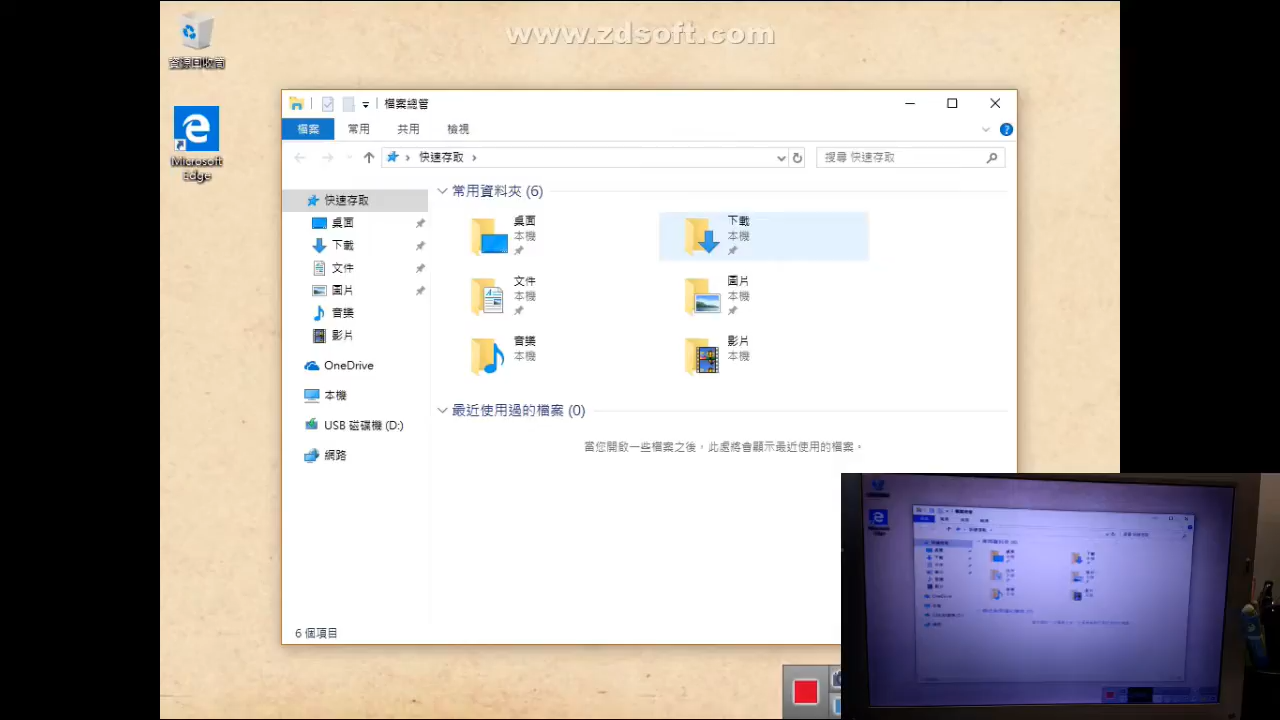 www.zdsoft.com
資源回收筒
Microsoft
Edge
檔案總管
檔案
常用
共用
檢視
快速存取
搜尋 快速存取
快速存取
桌面
下載
文件
圖片
音樂
影片
OneDrive
本機
USB 磁碟機 (D:)
網路
常用資料夾 (6)
桌面
本機
下載
本機
文件
本機
圖片
本機
音樂
本機
影片
本機
最近使用過的檔案 (0)
當您開啟一些檔案之後，此處將會顯示最近使用的檔案。
6 個項目